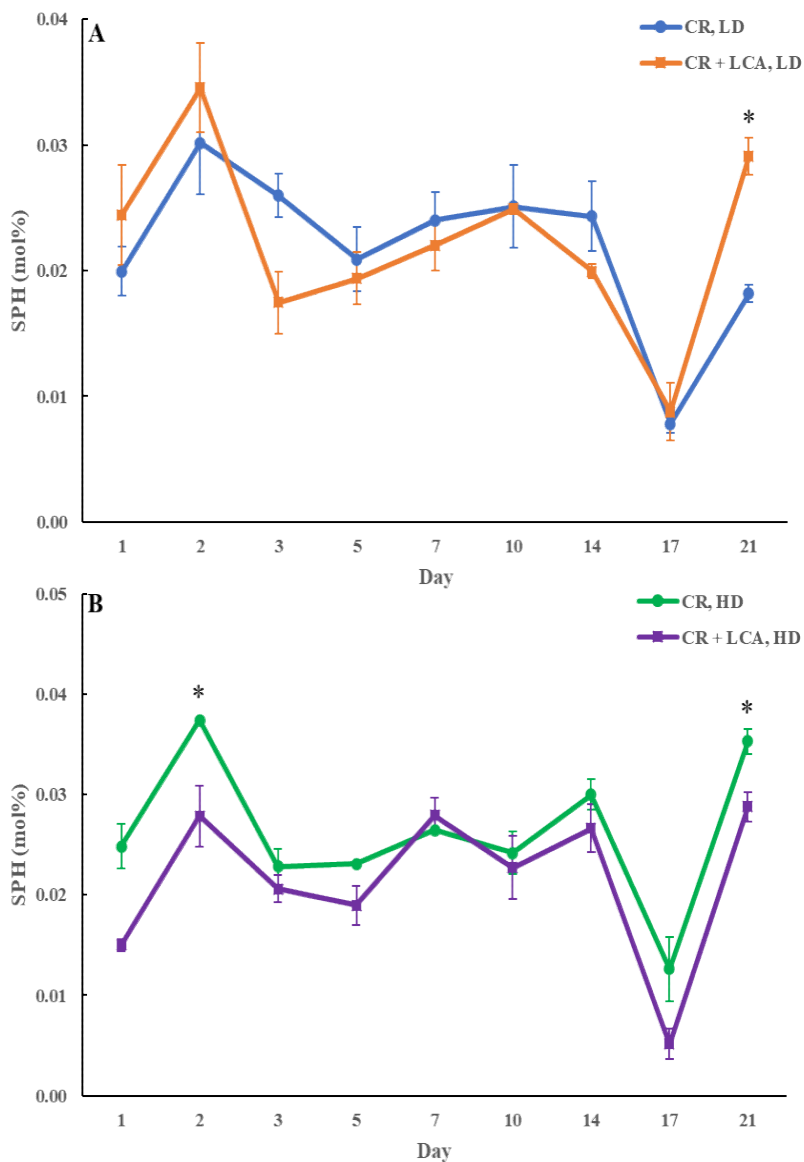 A
CR, LD
CR + LCA, LD
0.04
0.03
0.02
0.01
0.00
SPH (mol%)
*
1 2 3 5 7 10 14 17 21
Day
B
CR, HD
CR + LCA, HD
0.05
0.04
0.03
0.02
0.01
0.00
SPH (mol%)
* *
1 2 3 5 7 10 14 17 21
Day